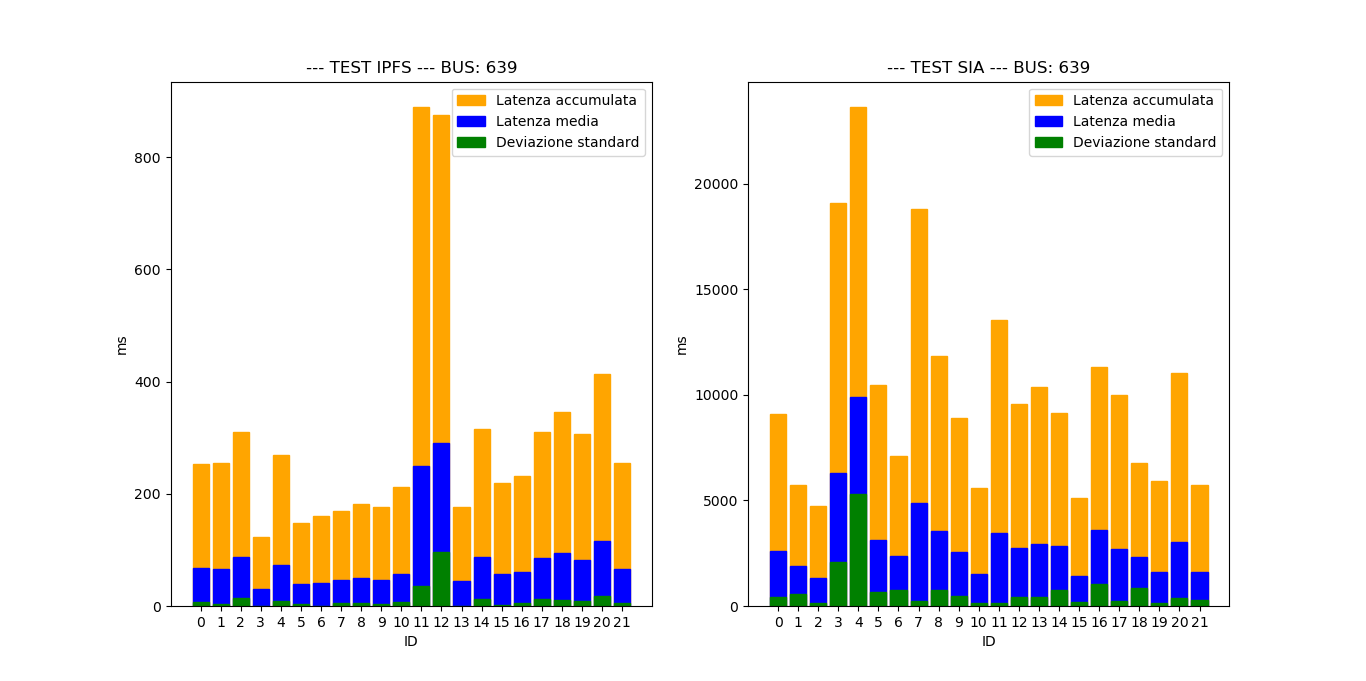 --- TEST IPFS --- BUS: 639
Latenza accumulata
Latenza media
Deviazione standard
800
600
400
200
0
ms
0 1 2 3 4 5 6 7 8 9 10 11 12 13 14 15 16 17 18 19 20 21
ID
--- TEST SIA --- BUS: 639
Latenza accumulata
Latenza media
Deviazione standard
20000
15000
10000
5000
0
ms
0 1 2 3 4 5 6 7 8 9 10 11 12 13 14 15 16 17 18 19 20 21
ID